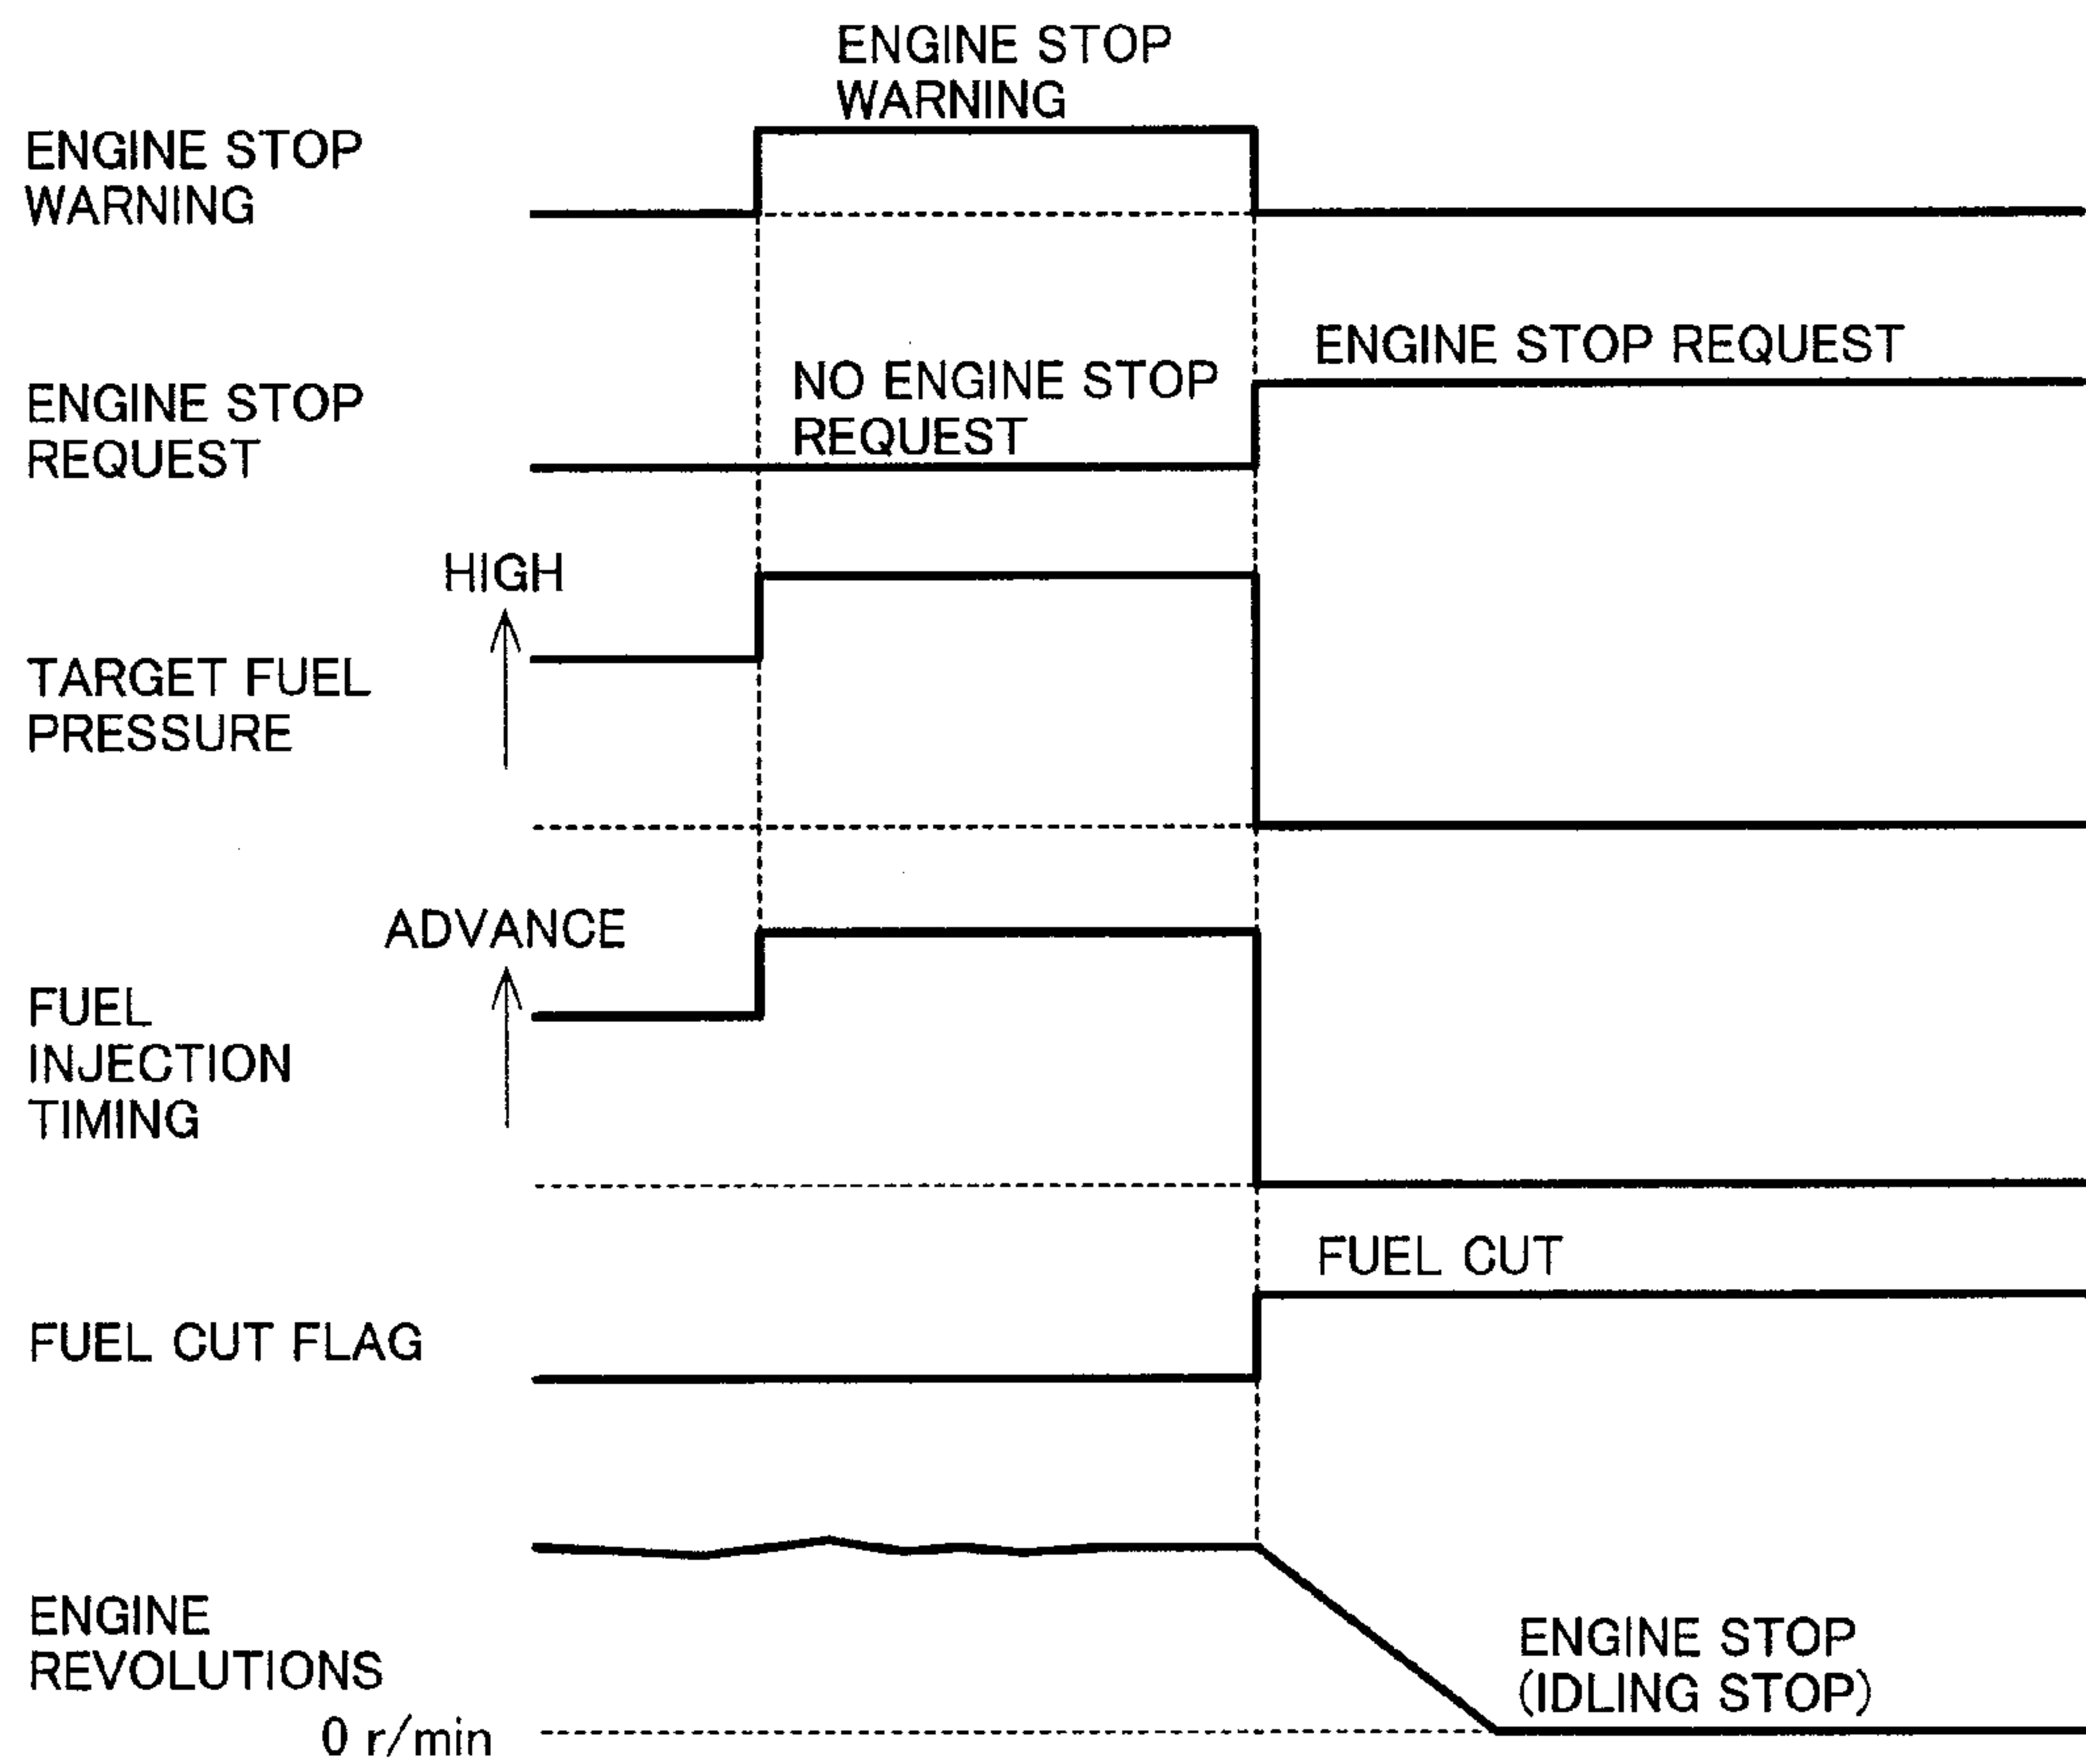 ENGINE STOP
WARNING
ENGINE STOP
WARNING
ENGINE STOP REQUEST
NO ENGINE STOP
REQUEST
ENGINE STOP
REQUEST
HIGH
TARGET FUEL
PRESSURE
ADVANCE
FUEL
INJECTION
TIMING
FUEL CUT
FUEL CUT FLAG
ENGINE
REVOLUTIONS
ENGINE STOP
(IDLING STOP)
0 r/min